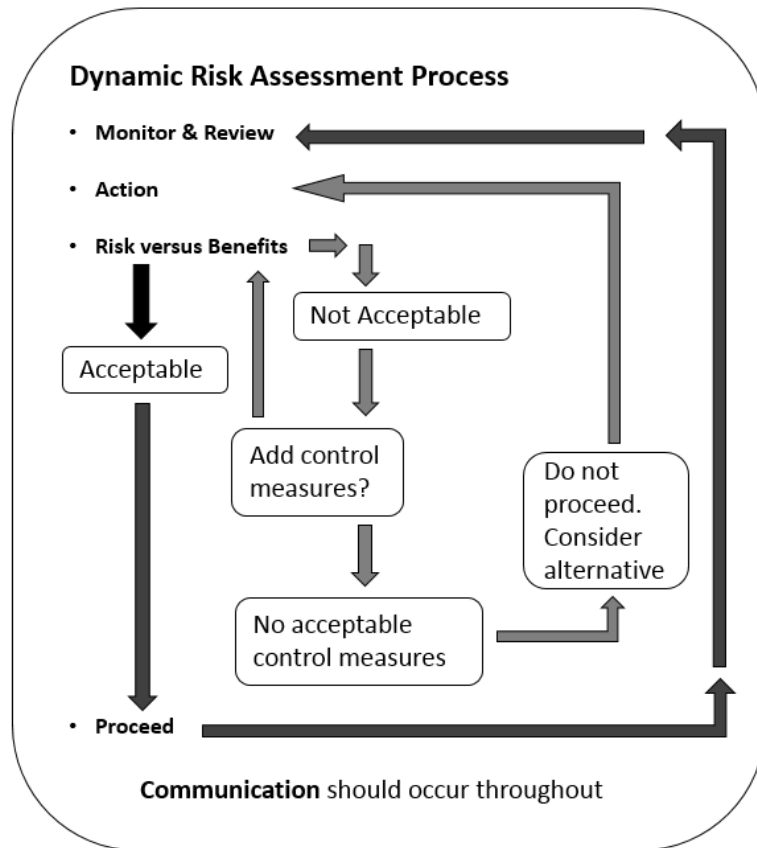 Dynamic Risk Assessment Process
• Monitor & Review
• Action
• Risk versus Benefits
Not Acceptable
Acceptable
Add control
measures?
Do not
proceed.
Consider
alternative
No acceptable
control measures
• Proceed
Communication should occur throughout